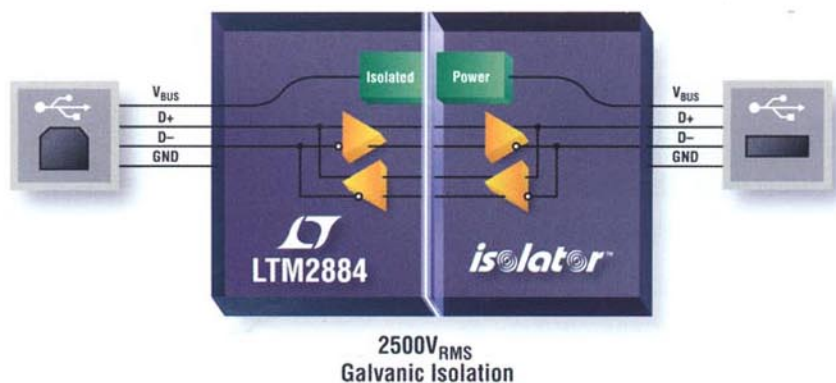 Isolated Power
VBUS
D+
D−
GND
VBUS
D+
D−
GND
LTM2884
isolator™
2500VRMS
Galvanic Isolation